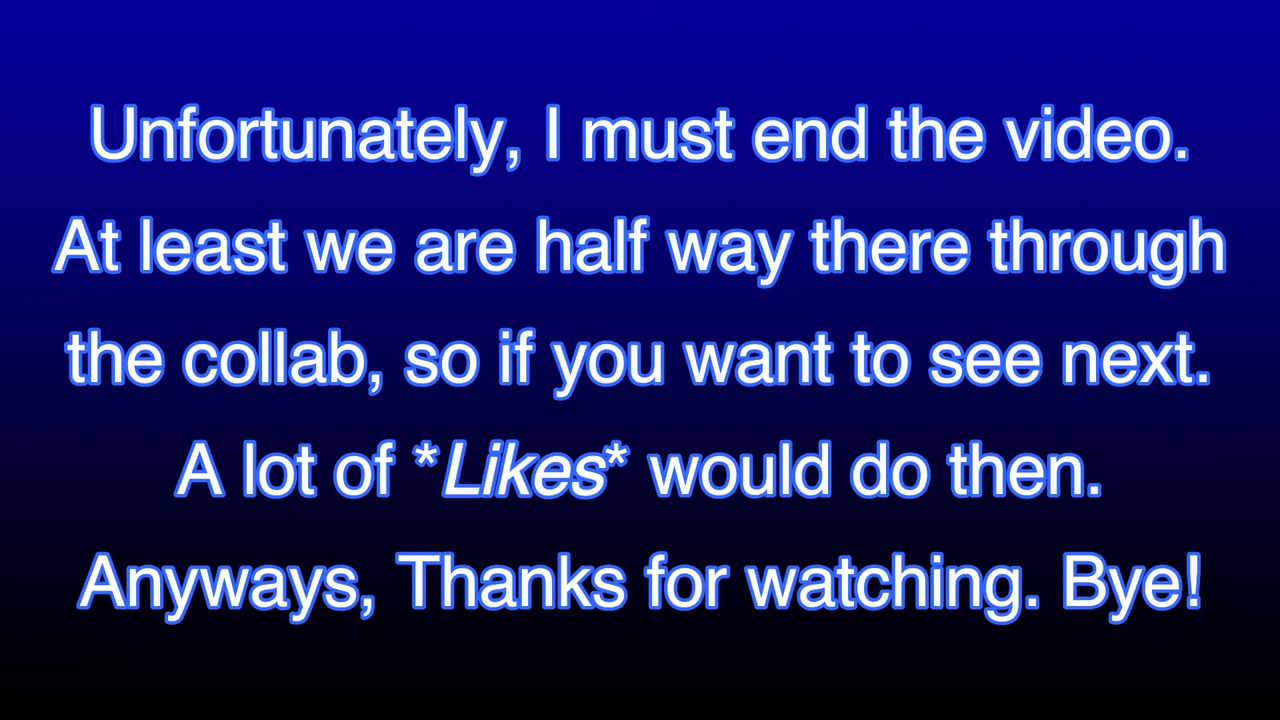 Unfortunately, I must end the video.
At least we are half way there through
the collab, so if you want to see next.
A lot of *Likes* would do then.
Anyways, Thanks for watching. Bye!